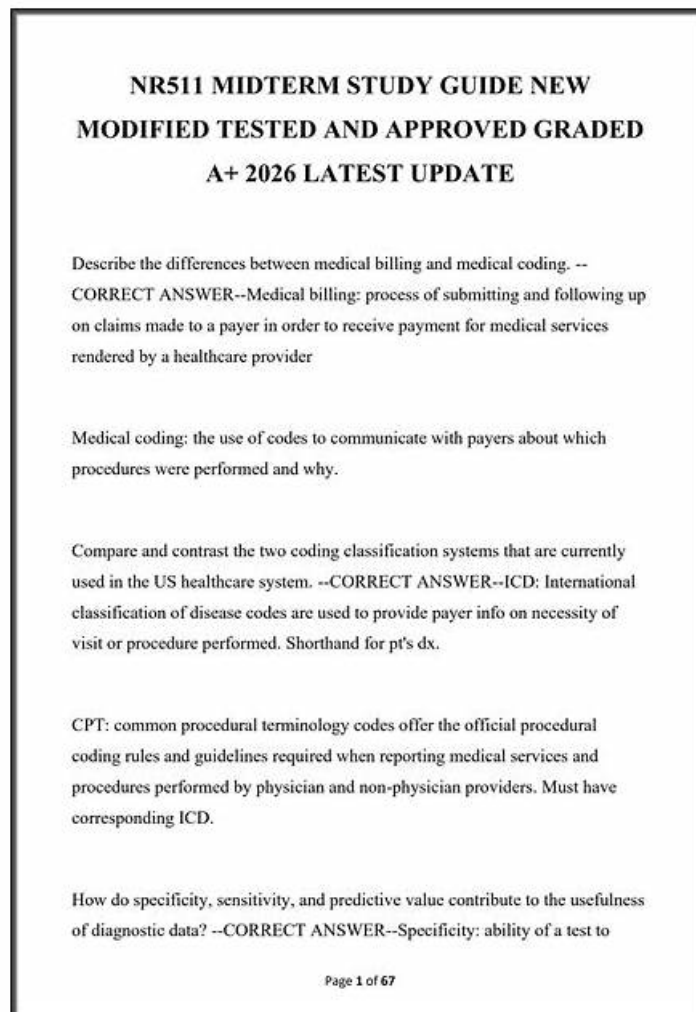 NR511 MIDTERM STUDY GUIDE NEW
MODIFIED TESTED AND APPROVED GRADED
A+ 2026 LATEST UPDATE
Describe the differences between medical billing and medical coding. --
CORRECT ANSWER--Medical billing: process of submitting and following up
on claims made to a payer in order to receive payment for medical services
rendered by a healthcare provider
Medical coding: the use of codes to communicate with payers about which
procedures were performed and why.
Compare and contrast the two coding classification systems that are currently
used in the US healthcare system. --CORRECT ANSWER--ICD: International
classification of disease codes are used to provide payer info on necessity of
visit or procedure performed. Shorthand for pt's dx.
CPT: common procedural terminology codes offer the official procedural
coding rules and guidelines required when reporting medical services and
procedures performed by physician and non-physician providers. Must have
corresponding ICD.
How do specificity, sensitivity, and predictive value contribute to the usefulness
of diagnostic data? --CORRECT ANSWER--Specificity: ability of a test to
Page 1 of 67